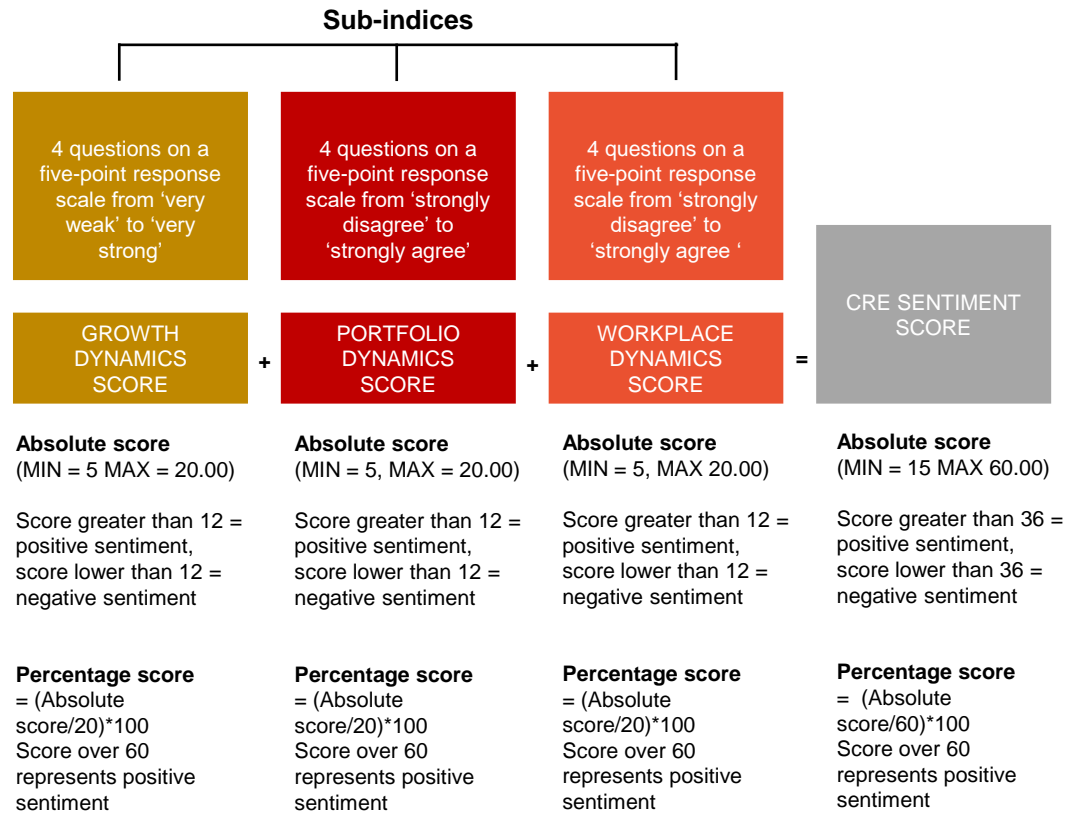 Sub-indices
4 questions on a
five-point response
scale from ‘very
weak’ to ‘very
strong’
4 questions on a
five-point response
scale from ‘strongly
disagree’ to
‘strongly agree’
4 questions on a
five-point response
scale from ‘strongly
disagree’ to
‘strongly agree ‘
GROWTH
DYNAMICS
SCORE
+
PORTFOLIO
DYNAMICS
SCORE
+
WORKPLACE
DYNAMICS
SCORE
=
CRE SENTIMENT
SCORE
Absolute score
(MIN = 5 MAX = 20.00)
Score greater than 12 =
positive sentiment,
score lower than 12 =
negative sentiment
Percentage score
= (Absolute
score/20)*100
Score over 60
represents positive
sentiment
Absolute score
(MIN = 5, MAX = 20.00)
Score greater than 12 =
positive sentiment,
score lower than 12 =
negative sentiment
Percentage score
= (Absolute
score/20)*100
Score over 60
represents positive
sentiment
Absolute score
(MIN = 5, MAX 20.00)
Score greater than 12 =
positive sentiment,
score lower than 12 =
negative sentiment
Percentage score
= (Absolute
score/20)*100
Score over 60
represents positive
sentiment
Absolute score
(MIN = 15 MAX 60.00)
Score greater than 36 =
positive sentiment,
score lower than 36 =
negative sentiment
Percentage score
= (Absolute
score/60)*100
Score over 60
represents positive
sentiment